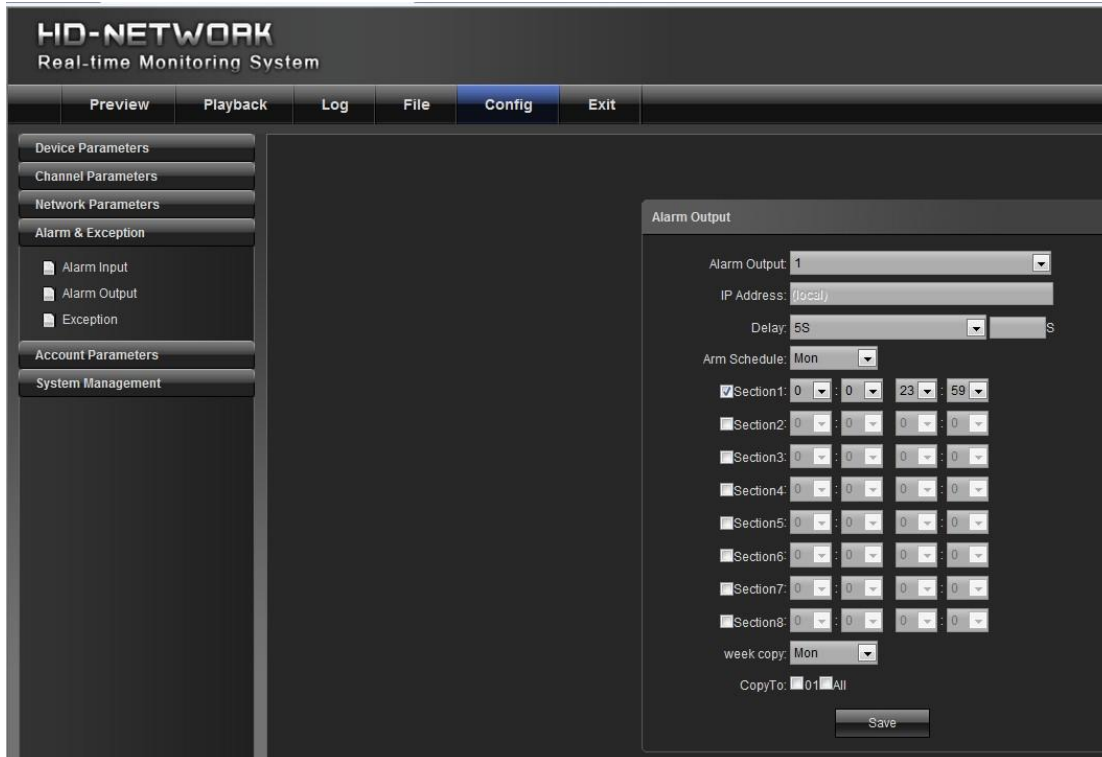 HD-NETWORK
Real-time Monitoring System
Preview Playback Log File Config Exit
Device Parameters
Channel Parameters
Network Parameters
Alarm & Exception
Alarm Input
Alarm Output
Exception
Account Parameters
System Management
Alarm Output
Alarm Output: 1
IP Address: (local)
Delay: 5S S
Arm Schedule: Mon
Section1: 0 : 0 23 : 59
Section2: 0 : 0 0 : 0
Section3: 0 : 0 0 : 0
Section4: 0 : 0 0 : 0
Section5: 0 : 0 0 : 0
Section6: 0 : 0 0 : 0
Section7: 0 : 0 0 : 0
Section8: 0 : 0 0 : 0
week copy: Mon
CopyTo: 01 All
Save